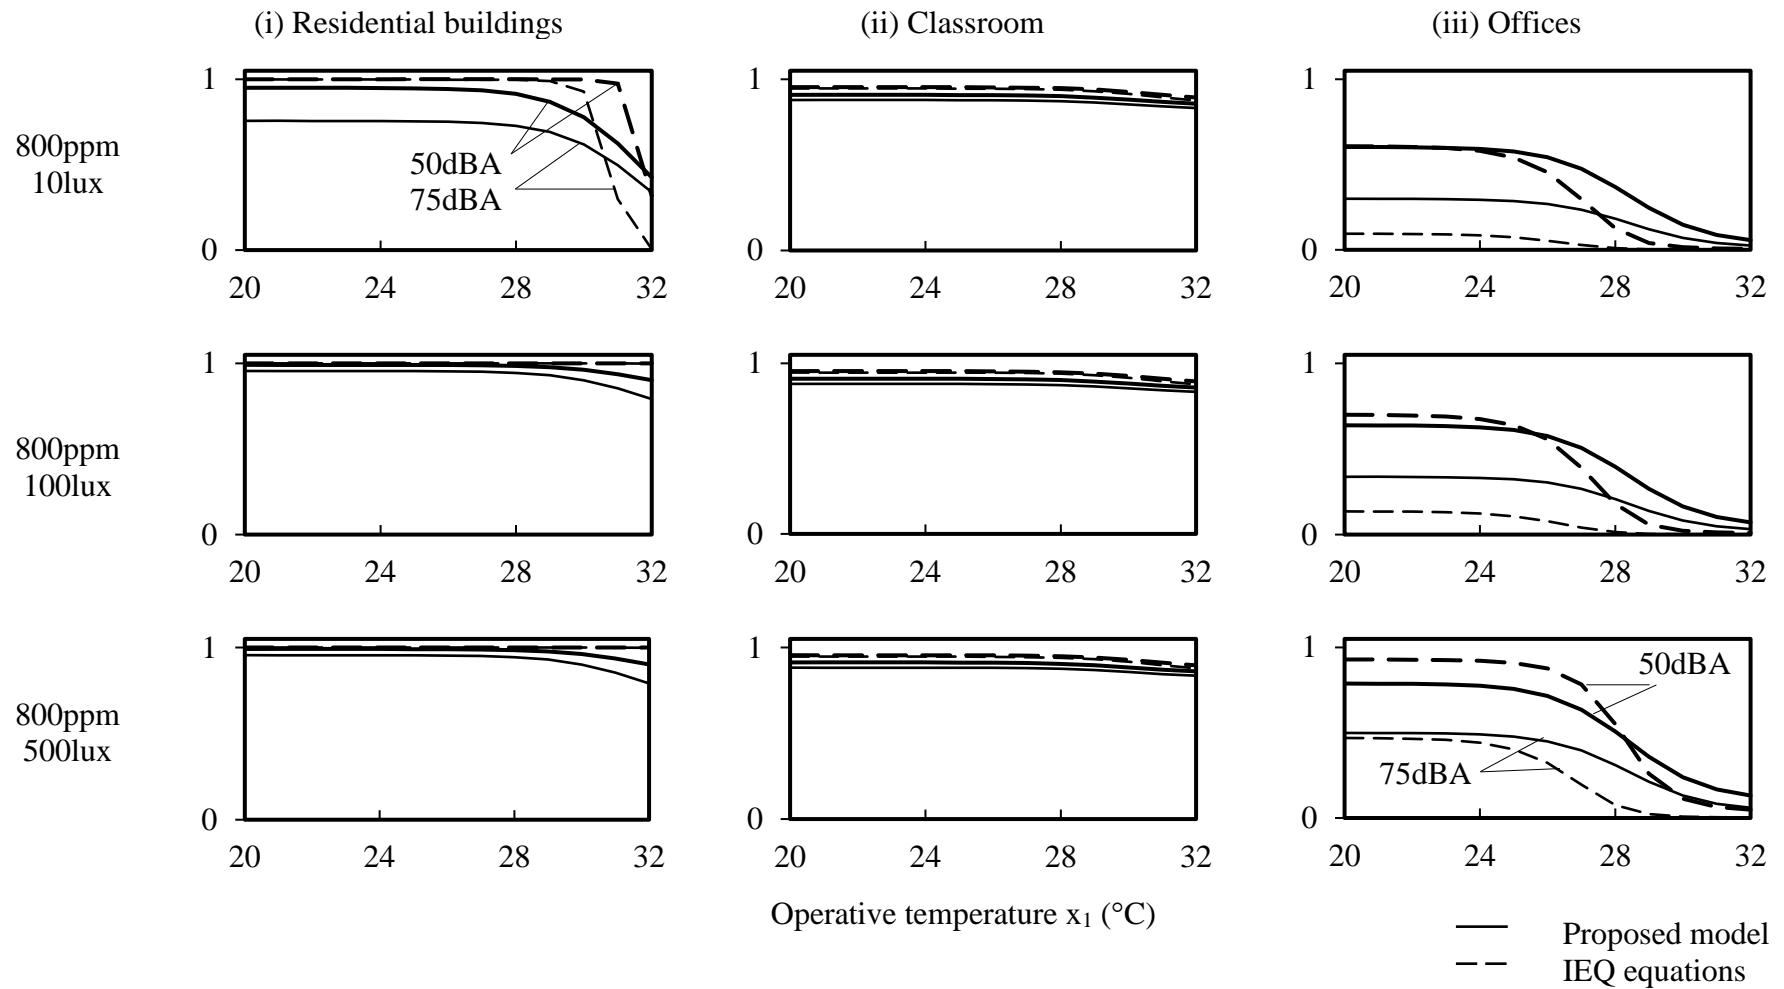 (i) Residential buildings
(ii) Classroom
(iii) Offices
800ppm
10lux
1
0
50dBA
75dBA
20 24 28 32
1
0
20 24 28 32
1
0
20 24 28 32
800ppm
100lux
1
0
20 24 28 32
1
0
20 24 28 32
1
0
20 24 28 32
800ppm
500lux
1
0
20 24 28 32
1
0
20 24 28 32
1
0
50dBA
75dBA
20 24 28 32
Operative temperature x₁ (°C)
Proposed model
IEQ equations